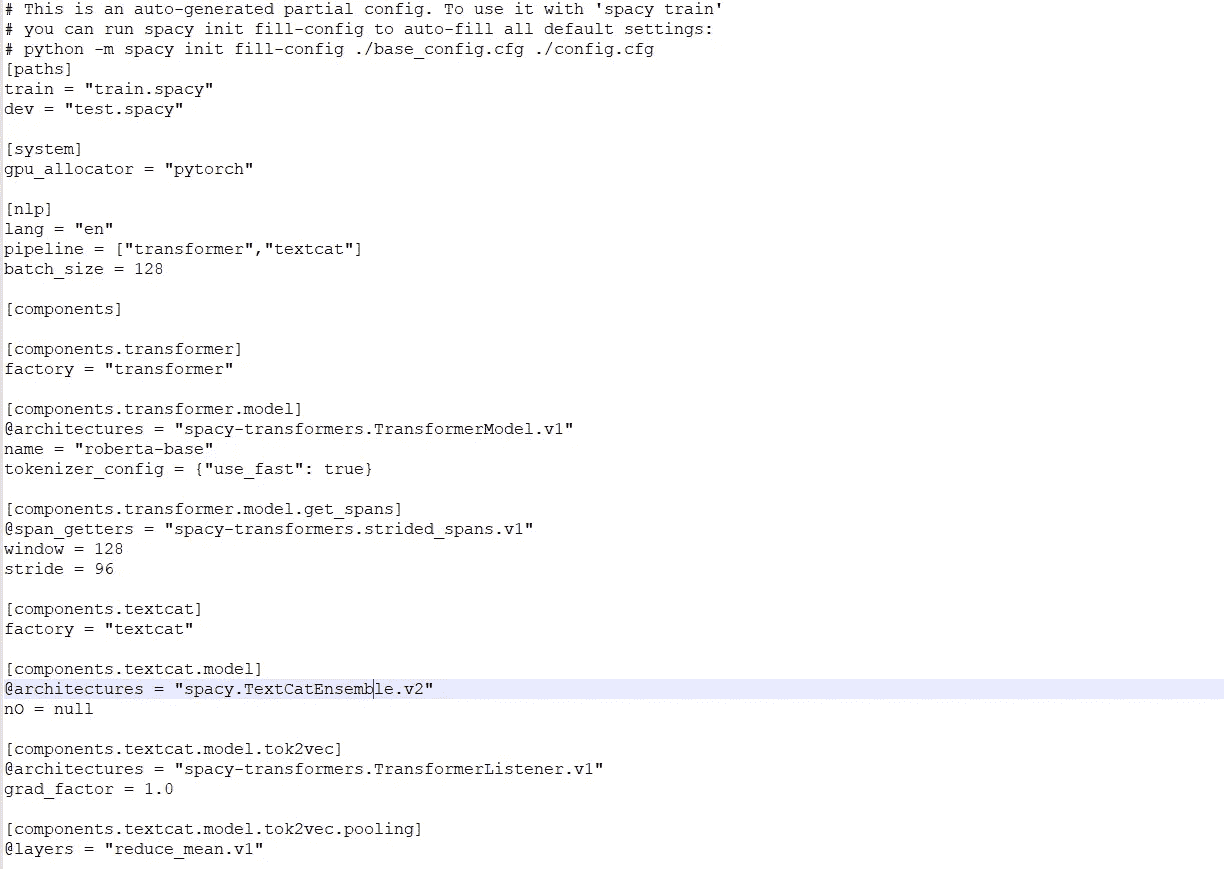 # This is an auto-generated partial config. To use it with 'spacy train'
# you can run spacy init fill-config to auto-fill all default settings:
# python -m spacy init fill-config ./base_config.cfg ./config.cfg
[paths]
train = "train.spacy"
dev = "test.spacy"
[system]
gpu_allocator = "pytorch"
[nlp]
lang = "en"
pipeline = ["transformer","textcat"]
batch_size = 128
[components]
[components.transformer]
factory = "transformer"
[components.transformer.model]
@architectures = "spacy-transformers.TransformerModel.v1"
name = "roberta-base"
tokenizer_config = {"use_fast": true}
[components.transformer.model.get_spans]
@span_getters = "spacy-transformers.strided_spans.v1"
window = 128
stride = 96
[components.textcat]
factory = "textcat"
[components.textcat.model]
@architectures = "spacy.TextCatEnsemble.v2"
nO = null
[components.textcat.model.tok2vec]
@architectures = "spacy-transformers.TransformerListener.v1"
grad_factor = 1.0
[components.textcat.model.tok2vec.pooling]
@layers = "reduce_mean.v1"